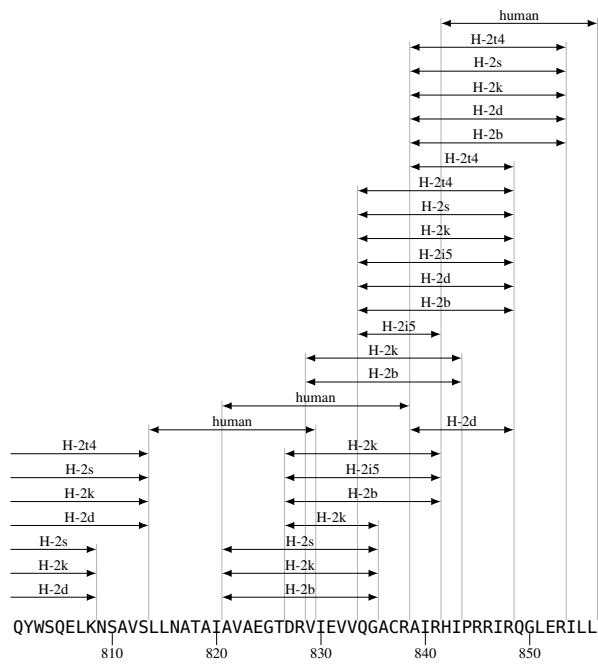 human
H-2t4
H-2s
H-2k
H-2d
H-2b
H-2t4
H-2t4
H-2s
H-2k
H-2i5
H-2d
H-2b
H-2i5
H-2k
H-2b
human
human H-2d
H-2t4 H-2k
H-2s H-2i5
H-2k H-2b
H-2d H-2k
H-2s H-2s
H-2k H-2k
H-2d H-2b
QYWSQELKNSAVSLLNATAIAVAEGTDRVIEVVQGACRAIRHIPRRIRQGLERILL
810 820 830 840 850